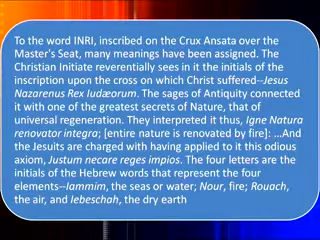 To the word INRI, inscribed on the Crux Ansata over the
Master's Seat, many meanings have been assigned. The
Christian Initiate reverentially sees in it the initials of the
inscription upon the cross on which Christ suffered--Jesus
Nazarenus Rex Iudæorum. The sages of Antiquity connected
it with one of the greatest secrets of Nature, that of
universal regeneration. They interpreted it thus, Igne Natura
renovator integra; [entire nature is renovated by fire]: ...And
the Jesuits are charged with having applied to it this odious
axiom, Justum necare reges impios. The four letters are the
initials of the Hebrew words that represent the four
elements--Iammim, the seas or water; Nour, fire; Rouach,
the air, and Iebeschah, the dry earth